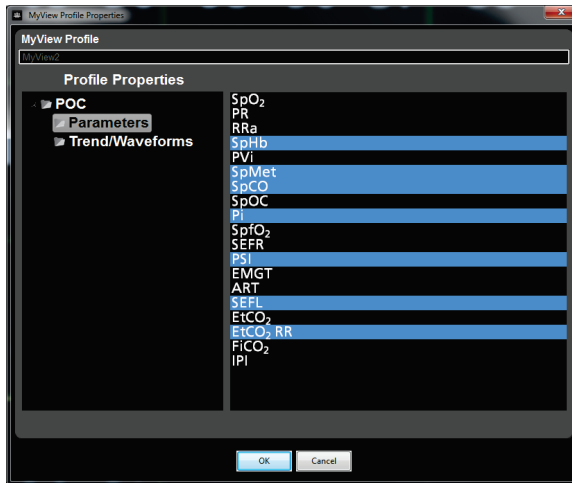 MyView Profile Properties
MyView Profile
MyView2
Profile Properties
POC
Parameters
Trend/Waveforms
SpO₂
PR
RRa
SpHb
PVi
SpMet
SpCO
SpOC
Pi
SpfO₂
SEFR
PSI
EMGT
ART
SEFL
EtCO₂
EtCO₂ RR
FiCO₂
IPI
OK
Cancel